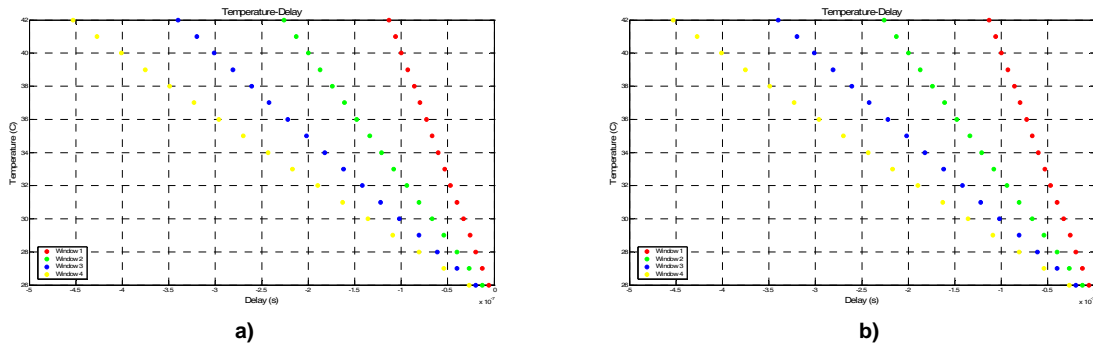 Temperature-Delay
42
40
38
36
34
32
30
28
26
Temperature (C)
Window 1
Window 2
Window 3
Window 4
-5 -4.5 -4 -3.5 -3 -2.5 -2 -1.5 -1 -0.5 0
Delay (s)
x 10⁻⁷
a)
Temperature-Delay
42
40
38
36
34
32
30
28
26
Temperature (C)
Window 1
Window 2
Window 3
Window 4
-5 -4.5 -4 -3.5 -3 -2.5 -2 -1.5 -1 -0.5 0
Delay (s)
x 10⁻⁷
b)